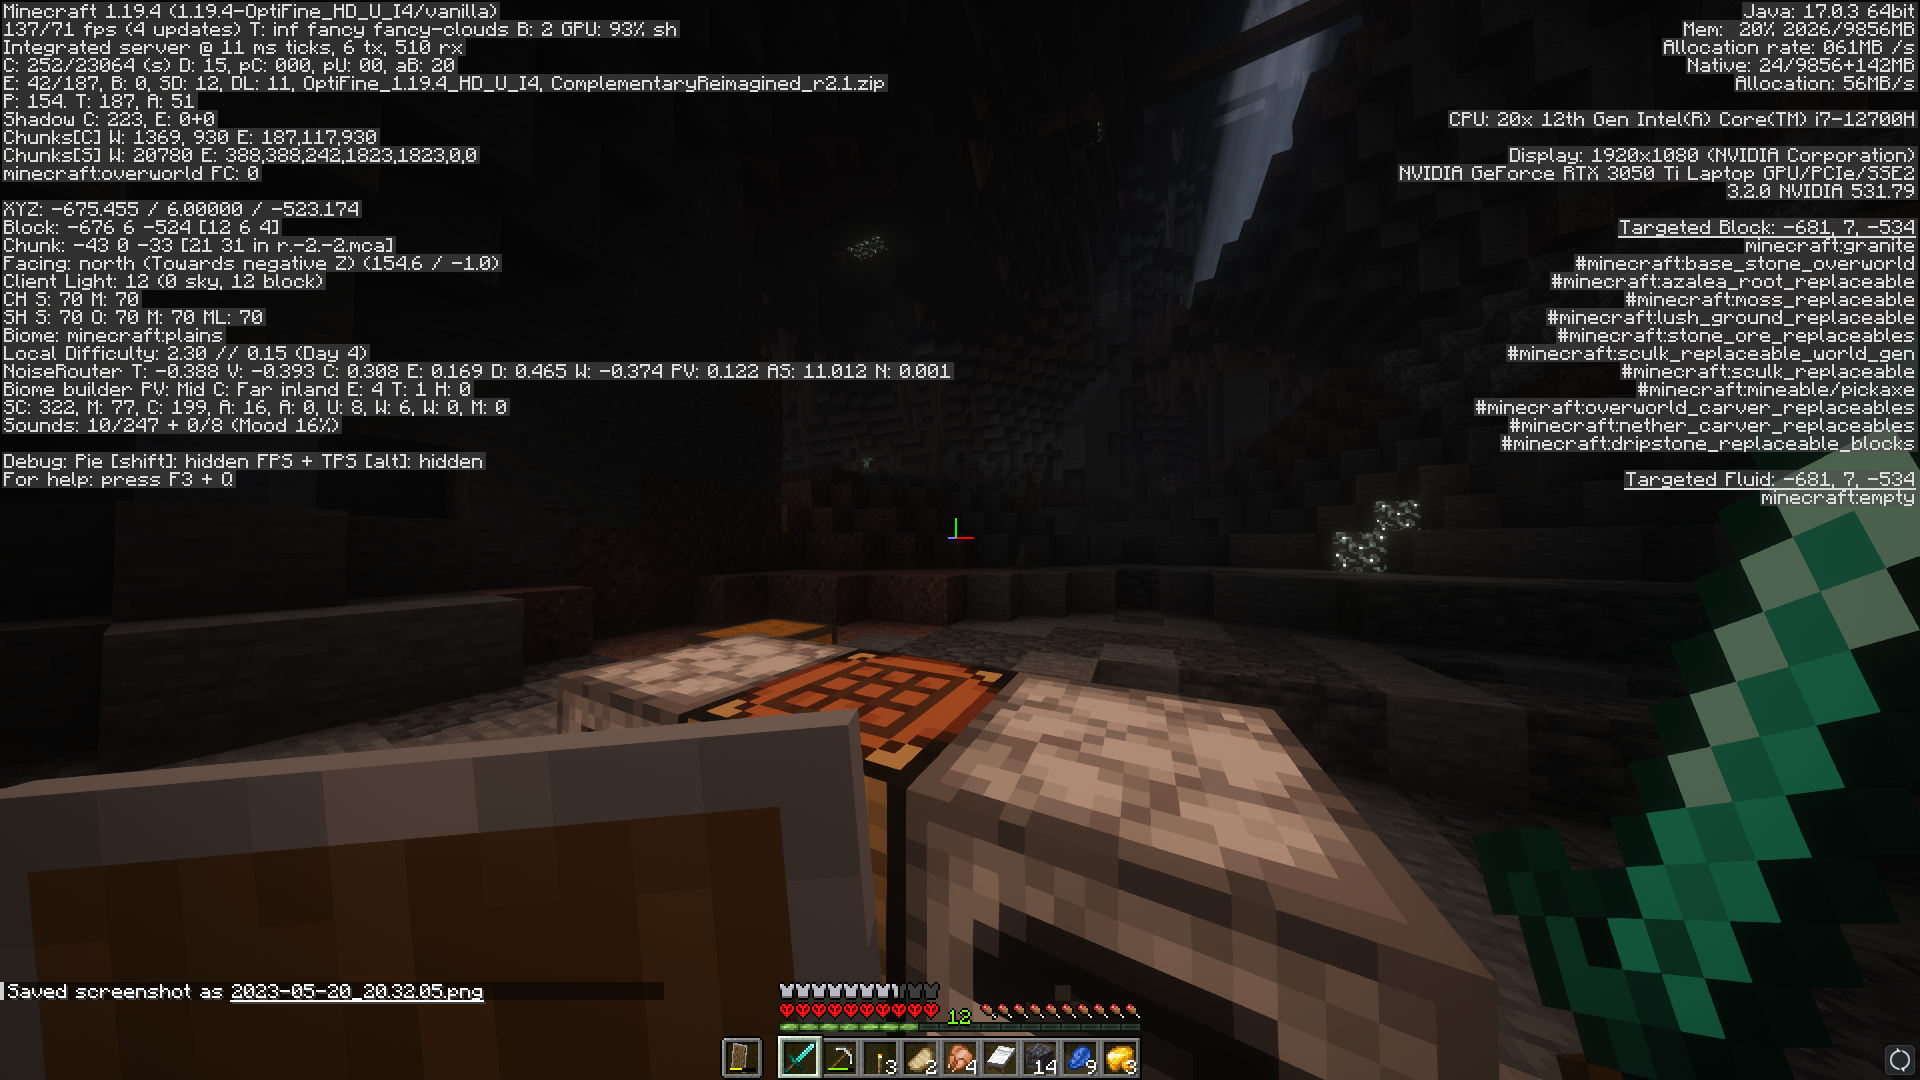 Minecraft 1.19.4 (1.19.4-OptiFine_HD_U_I4/vanilla)
137/71 fps (4 updates) T: inf fancy fancy-clouds B: 2 GPU: 93% sh
Integrated server @ 11 ms ticks, 6 tx, 510 rx
C: 252/23064 (s) D: 15, pC: 000, pU: 00, aB: 20
E: 42/187, B: 0, SD: 12, DL: 11, OptiFine_1.19.4_HD_U_I4, ComplementaryReimagined_r2.1.zip
P: 154. T: 187, A: 51
Shadow C: 223, E: 0+0
Chunks[C] W: 1369, 930 E: 187,117,930
Chunks[S] W: 20780 E: 388,388,242,1823,1823,0,0
minecraft:overworld FC: 0
XYZ: -675.455 / 6.00000 / -523.174
Block: -676 6 -524 [12 6 4]
Chunk: -43 0 -33 [21 31 in r.-2.-2.mca]
Facing: north (Towards negative Z) (154.6 / -1.0)
Client Light: 12 (0 sky, 12 block)
CH S: 70 M: 70
SH S: 70 O: 70 M: 70 ML: 70
Biome: minecraft:plains
Local Difficulty: 2.30 // 0.15 (Day 4)
NoiseRouter T: -0.388 V: -0.393 C: 0.308 E: 0.169 D: 0.465 W: -0.374 PV: 0.122 AS: 11.012 N: 0.001
Biome builder PV: Mid C: Far inland E: 4 T: 1 H: 0
SC: 322, M: 77, C: 199, A: 16, A: 0, U: 8, W: 6, W: 0, M: 0
Sounds: 10/247 + 0/8 (Mood 16%)
Debug: Pie [shift]: hidden FPS + TPS [alt]: hidden
For help: press F3 + Q
Java: 17.0.3 64bit
Mem: 20% 2026/9856MB
Allocation rate: 061MB /s
Native: 24/9856+142MB
Allocation: 56MB/s
CPU: 20x 12th Gen Intel(R) Core(TM) i7-12700H
Display: 1920x1080 (NVIDIA Corporation)
NVIDIA GeForce RTX 3050 Ti Laptop GPU/PCIe/SSE2
3.2.0 NVIDIA 531.79
Targeted Block: -681, 7, -534
minecraft:granite
#minecraft:base_stone_overworld
#minecraft:azalea_root_replaceable
#minecraft:moss_replaceable
#minecraft:lush_ground_replaceable
#minecraft:stone_ore_replaceables
#minecraft:sculk_replaceable_world_gen
#minecraft:sculk_replaceable
#minecraft:mineable/pickaxe
#minecraft:overworld_carver_replaceables
#minecraft:nether_carver_replaceables
#minecraft:dripstone_replaceable_blocks
Targeted Fluid: -681, 7, -534
minecraft:empty
Saved screenshot as 2023-05-20_20.32.05.png
12
3 2 4 14 9 3